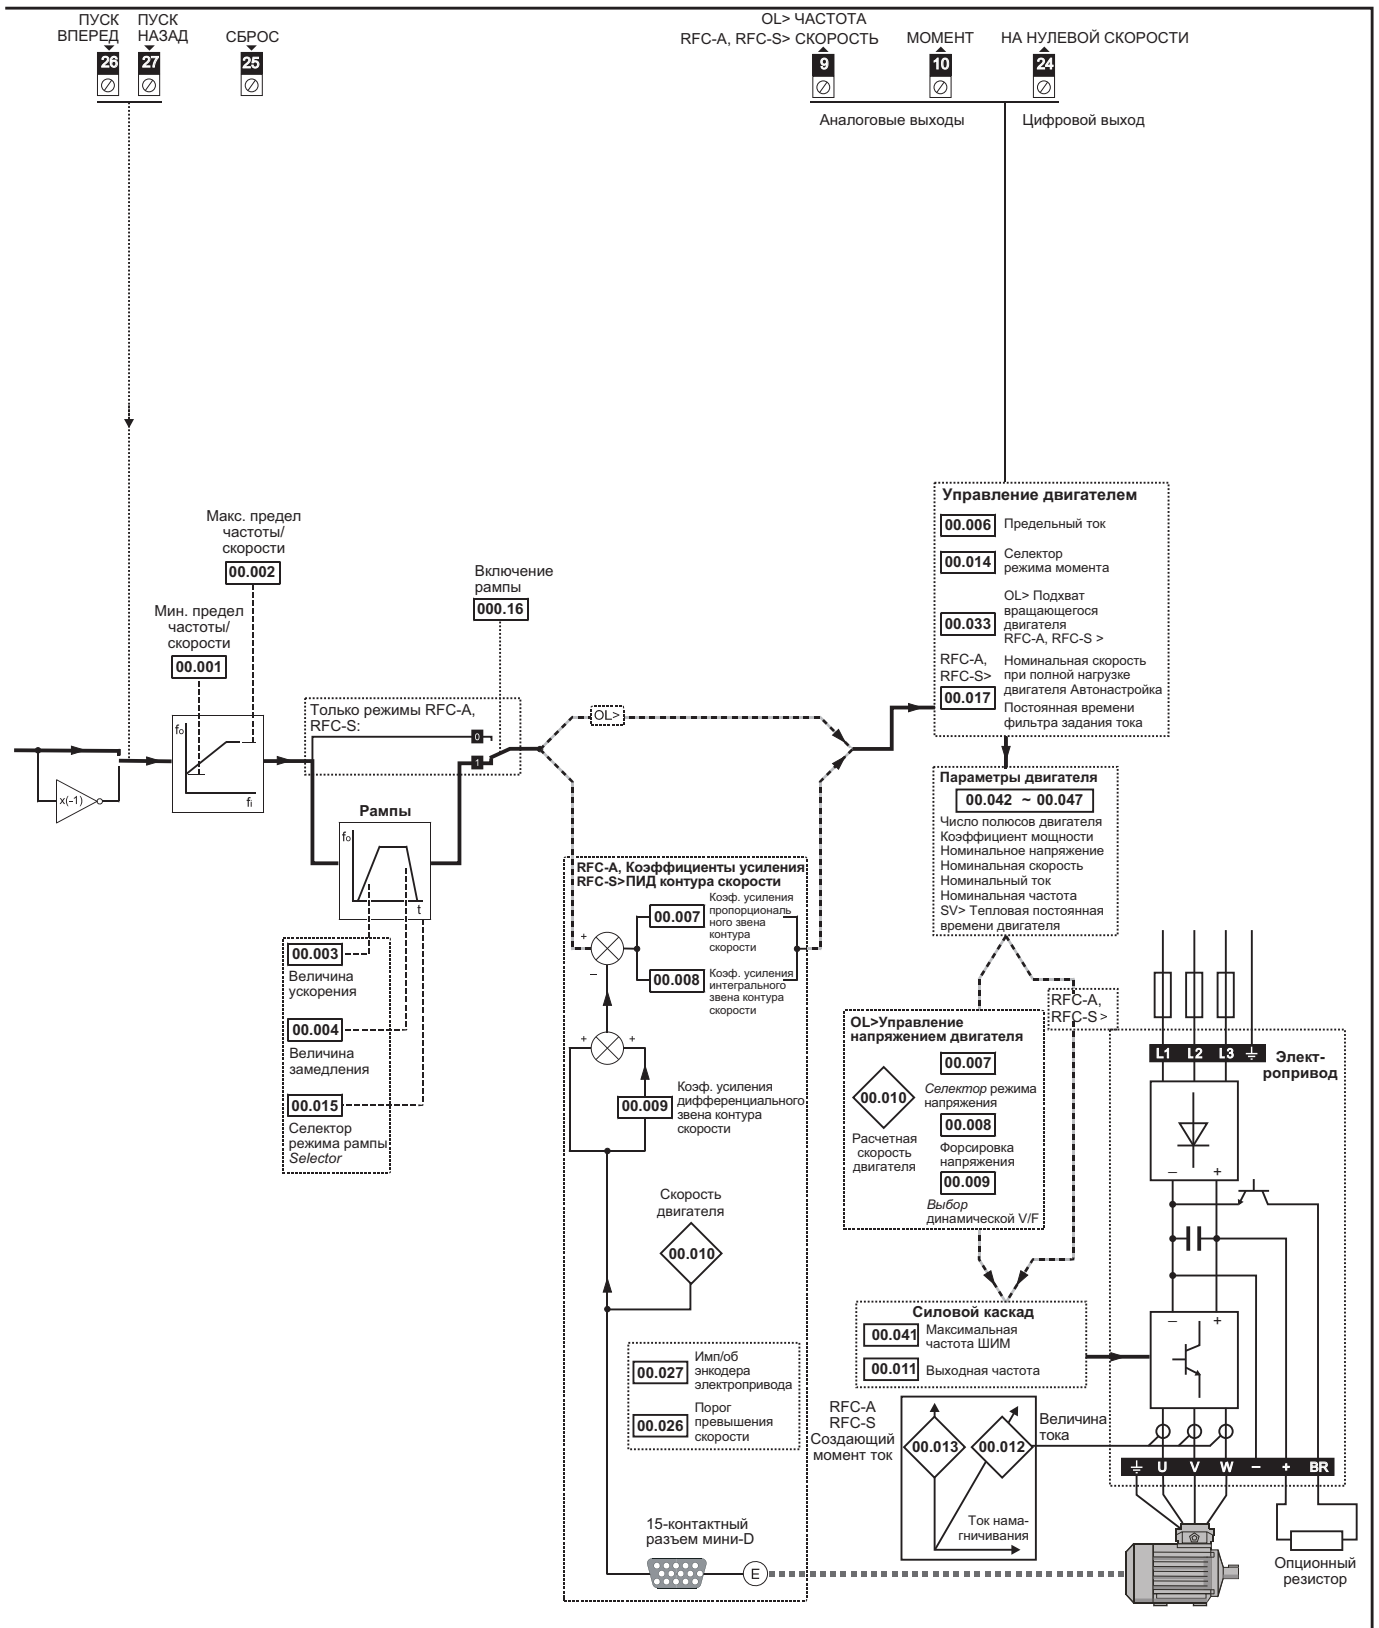 ПУСК
ВПЕРЕД
ПУСК
НАЗАД
СБРОС
26
27
25
OL> ЧАСТОТА
RFC-A, RFC-S> СКОРОСТЬ
МОМЕНТ
НА НУЛЕВОЙ СКОРОСТИ
9
10
24
Аналоговые выходы
Цифровой выход
Управление двигателем
00.006
Предельный ток
00.014
Селектор
режима момента
OL> Подхват
вращающегося
двигателя
RFC-A, RFC-S >
00.033
RFC-A,
RFC-S>
Номинальная скорость
при полной нагрузке
двигателя Автонастройка
00.017
Постоянная времени
фильтра задания тока
Макс. предел
частоты/
скорости
00.002
Мин. предел
частоты/
скорости
00.001
Включение
рампы
000.16
Только режимы RFC-A,
RFC-S:
0
1
OL>
x(-1)
fo
fi
Рампы
fo
t
Параметры двигателя
00.042 ~ 00.047
Число полюсов двигателя
Коэффициент мощности
Номинальное напряжение
Номинальная скорость
Номинальный ток
Номинальная частота
SV> Тепловая постоянная
времени двигателя
RFC-A, Коэффициенты усиления
RFC-S>ПИД контура скорости
00.007
Коэф. усиления
пропорциональ
ного звена
контура
скорости
00.008
Коэф. усиления
интегрального
звена контура
скорости
+
–
+
+
00.009
Коэф. усиления
дифференциального
звена контура
скорости
00.003
Величина
ускорения
00.004
Величина
замедления
00.015
Селектор
режима рампы
Selector
RFC-A,
RFC-S >
OL>Управление
напряжением двигателя
00.007
Селектор режима
напряжения
00.010
Расчетная
скорость
двигателя
00.008
Форсировка
напряжения
00.009
Выбор
динамической V/F
L1
L2
L3
Элект-
ропривод
–
+
Скорость
двигателя
00.010
Силовой каскад
00.041
Максимальная
частота ШИМ
00.011
Выходная частота
–
+
00.027
Имп/об
энкодера
электропривода
00.026
Порог
превышения
скорости
RFC-A
RFC-S
Создающий
момент ток
00.013
00.012
Величина
тока
Ток нама-
гничивания
U
V
W
–
+
BR
15-контактный
разъем мини-D
E
Опционный
резистор